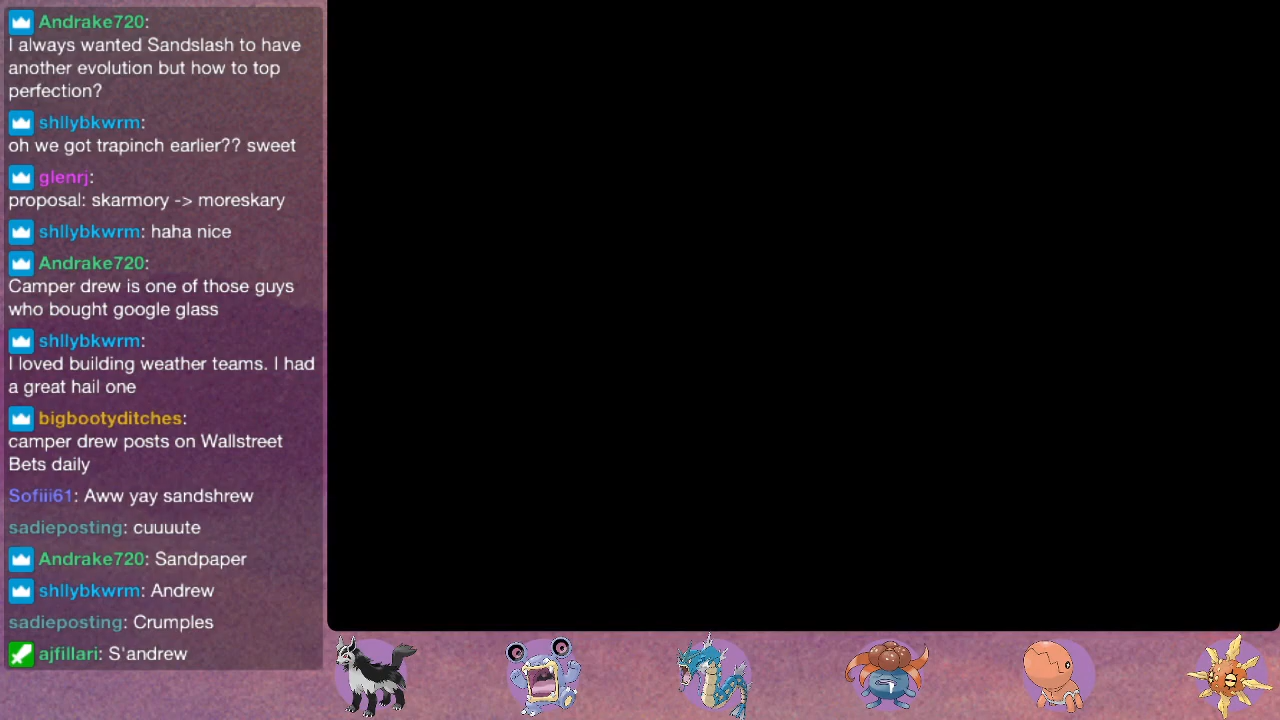 Andrake720:
I always wanted Sandslash to have
another evolution but how to top
perfection?
shllybkwrm:
oh we got trapinch earlier?? sweet
glenrj:
proposal: skarmory -> moreskary
shllybkwrm: haha nice
Andrake720:
Camper drew is one of those guys
who bought google glass
shllybkwrm:
I loved building weather teams. I had
a great hail one
bigbootyditches:
camper drew posts on Wallstreet
Bets daily
Sofiii61: Aww yay sandshrew
sadieposting: cuuuute
Andrake720: Sandpaper
shllybkwrm: Andrew
sadieposting: Crumples
ajfillari: S'andrew